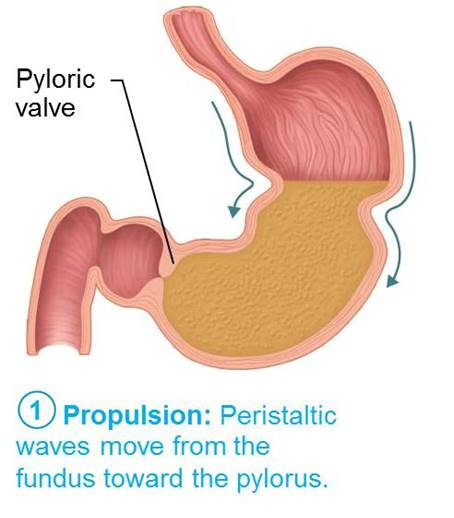 Pyloric
valve
1 Propulsion: Peristaltic
waves move from the
fundus toward the pylorus.